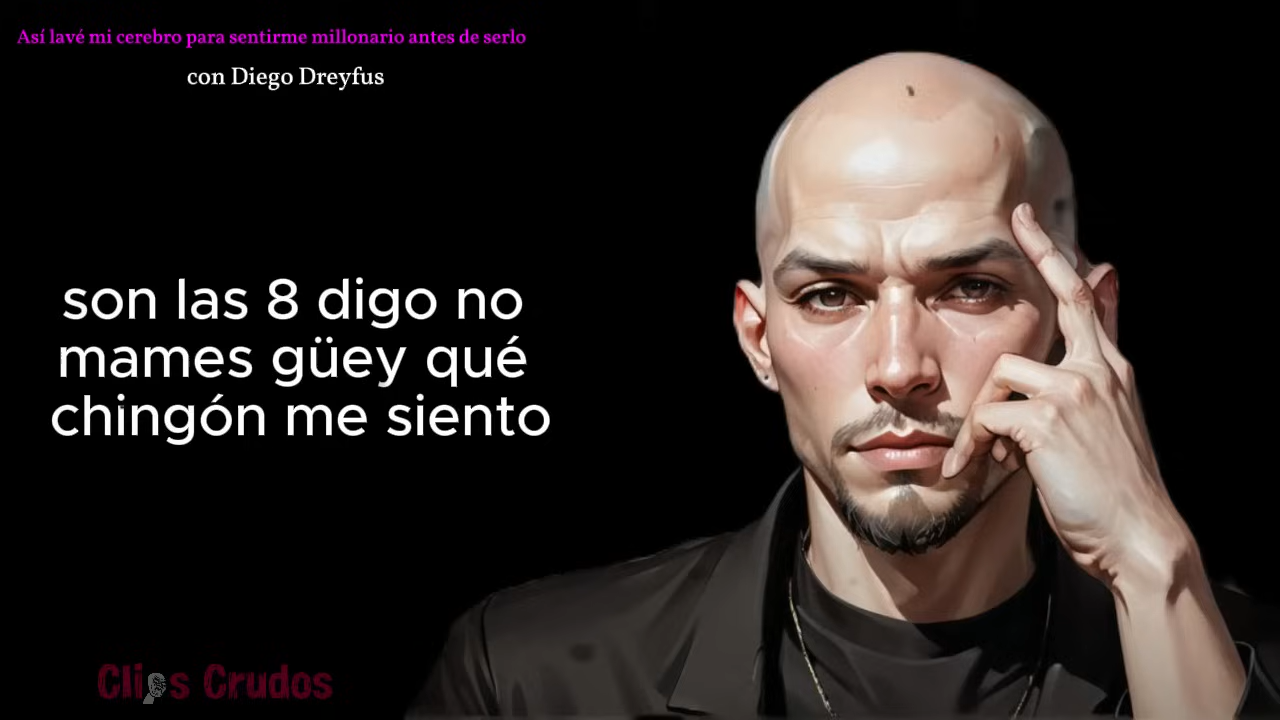 Así lavé mi cerebro para sentirme millonario antes de serlo
con Diego Dreyfus
son las 8 digo no
mames güey qué
chingón me siento
Clips Crudos